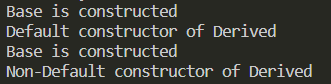 Base is constructed
Default constructor of Derived
Base is constructed
Non-Default constructor of Derived